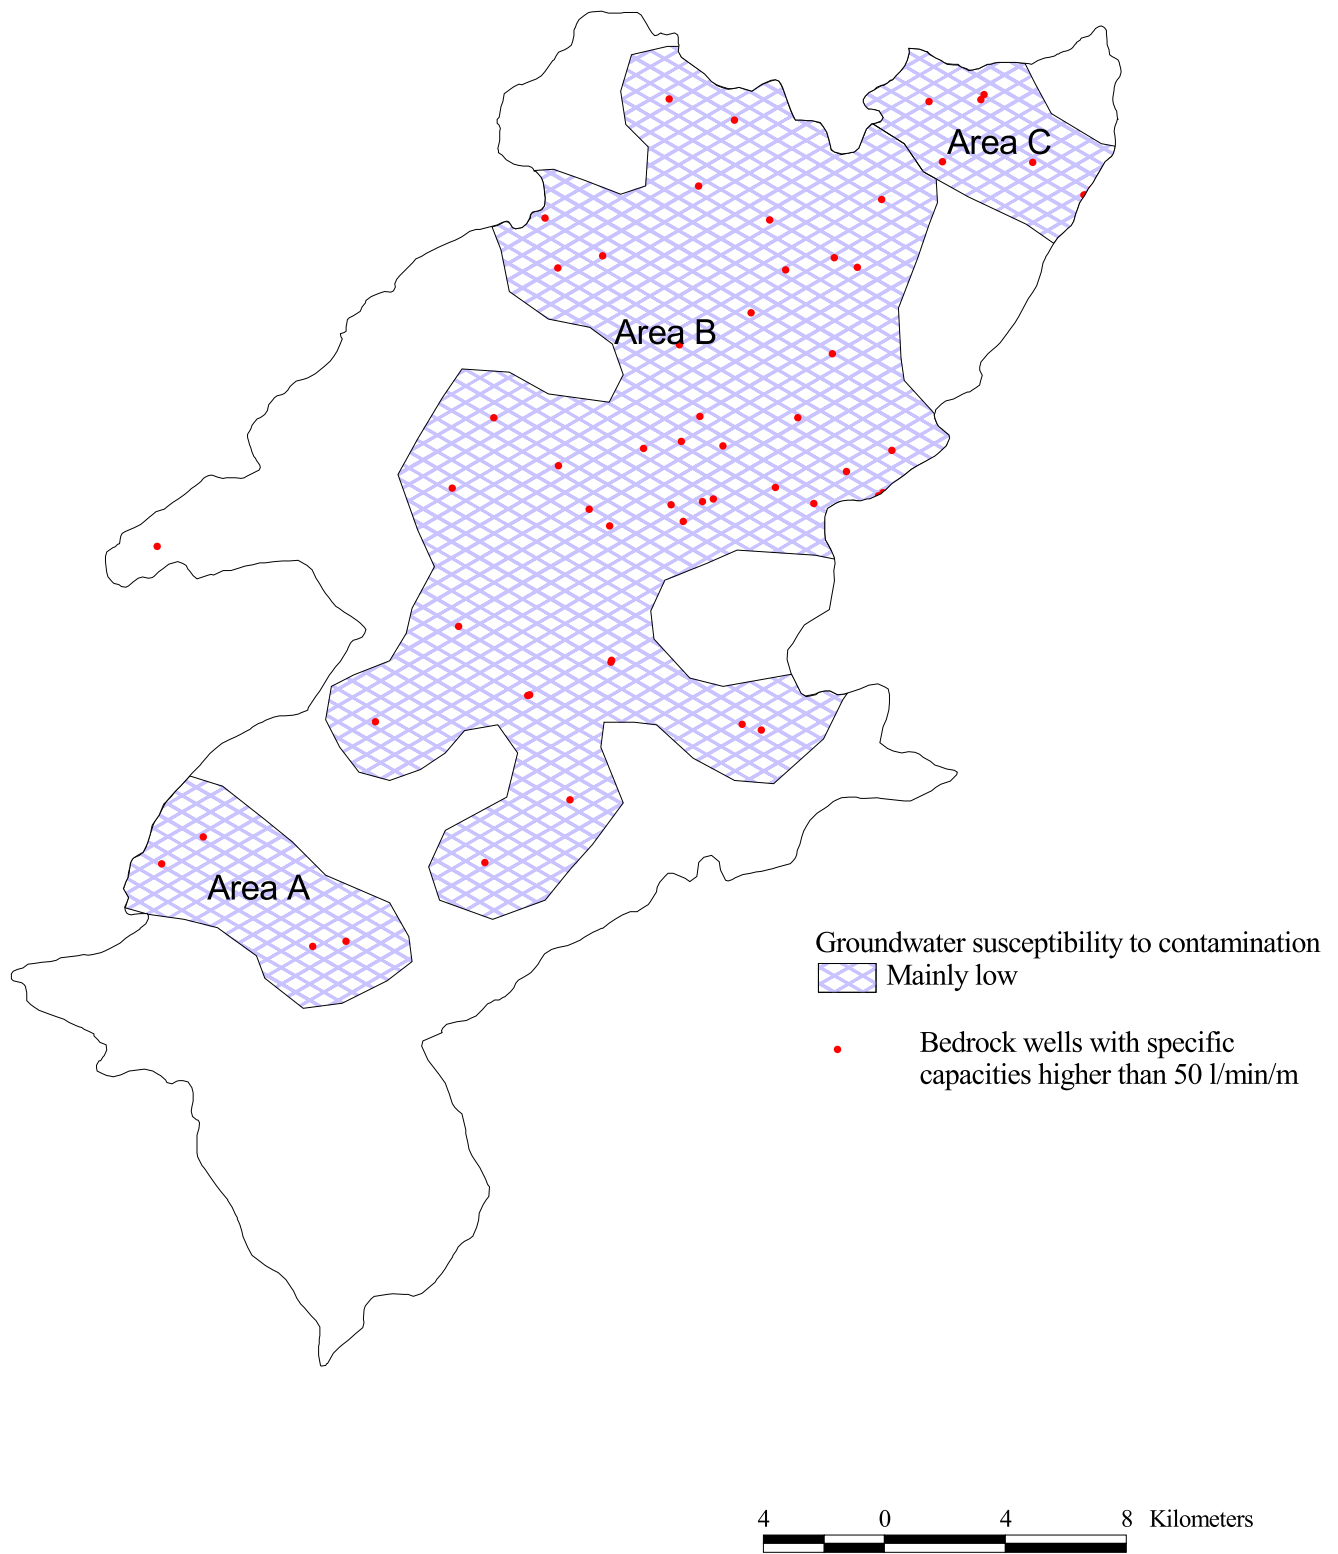 Area C
Area B
Area A
Groundwater susceptibility to contamination
Mainly low
Bedrock wells with specific
capacities higher than 50 l/min/m
4 0 4 8 Kilometers